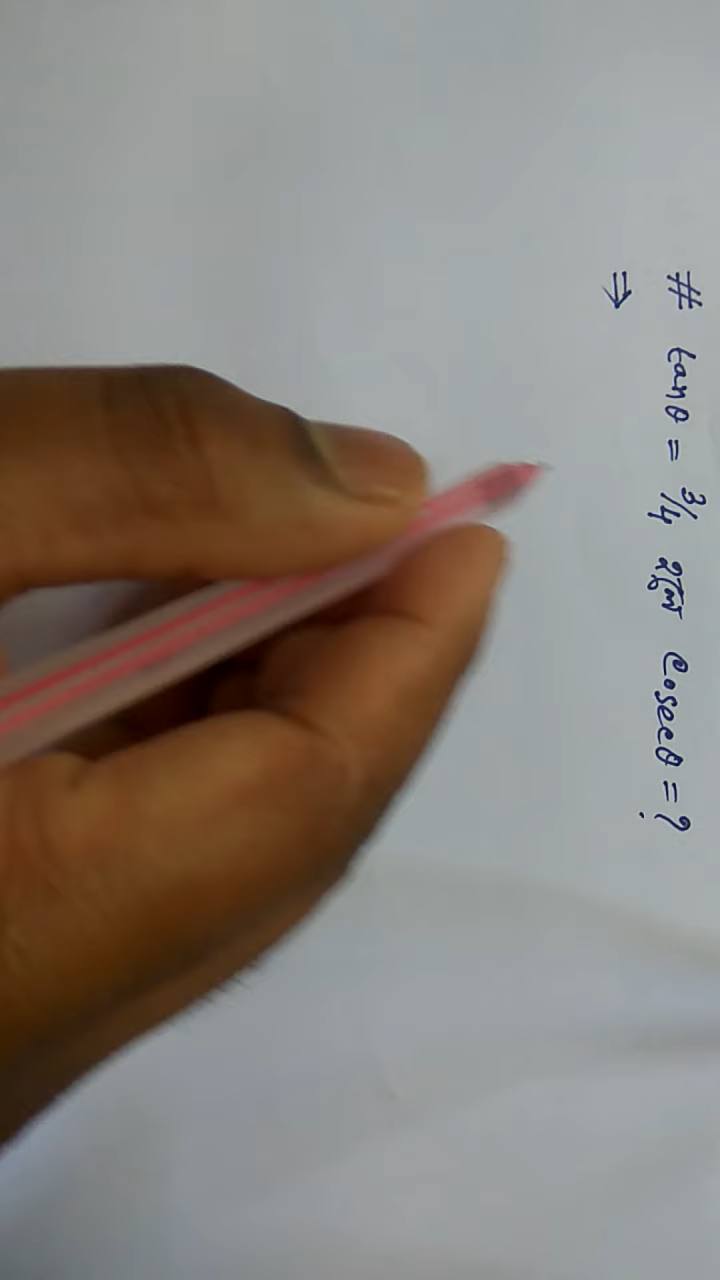 # tanθ = 3/4 হলে cosecθ = ?
⇒